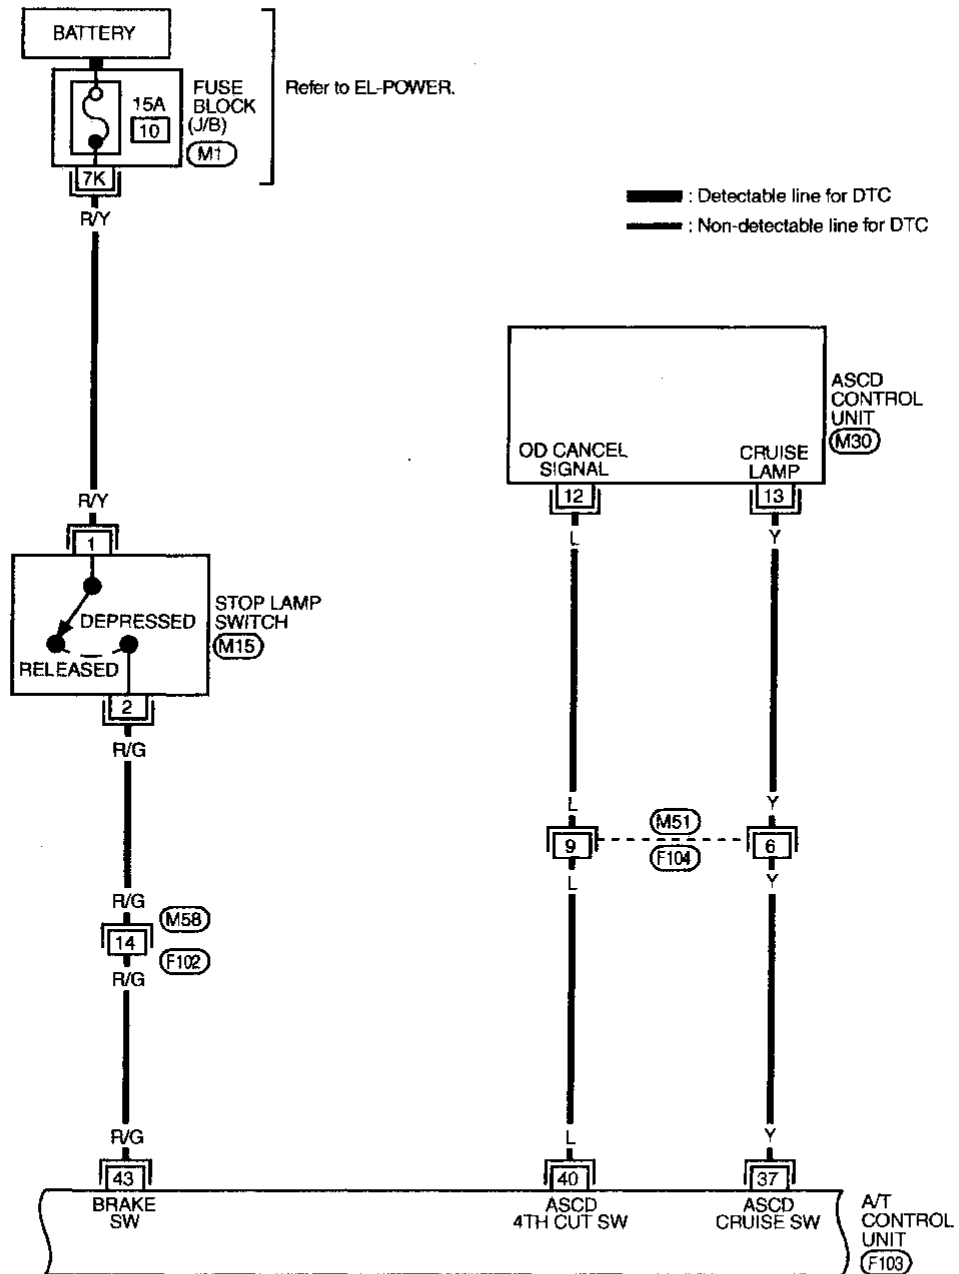 BATTERY
FUSE
BLOCK
(J/B)
M1
15A
10
Refer to EL-POWER.
7K
R/Y
: Detectable line for DTC
: Non-detectable line for DTC
ASCD
CONTROL
UNIT
M30
OD CANCEL
SIGNAL
CRUISE
LAMP
12
13
R/Y
L
Y
1
DEPRESSED
RELEASED
STOP LAMP
SWITCH
M15
2
R/G
L
Y
M51
9
6
F104
L
Y
R/G
M58
14
F102
R/G
R/G
L
Y
43
40
37
BRAKE
SW
ASCD
4TH CUT SW
ASCD
CRUISE SW
A/T
CONTROL
UNIT
F103